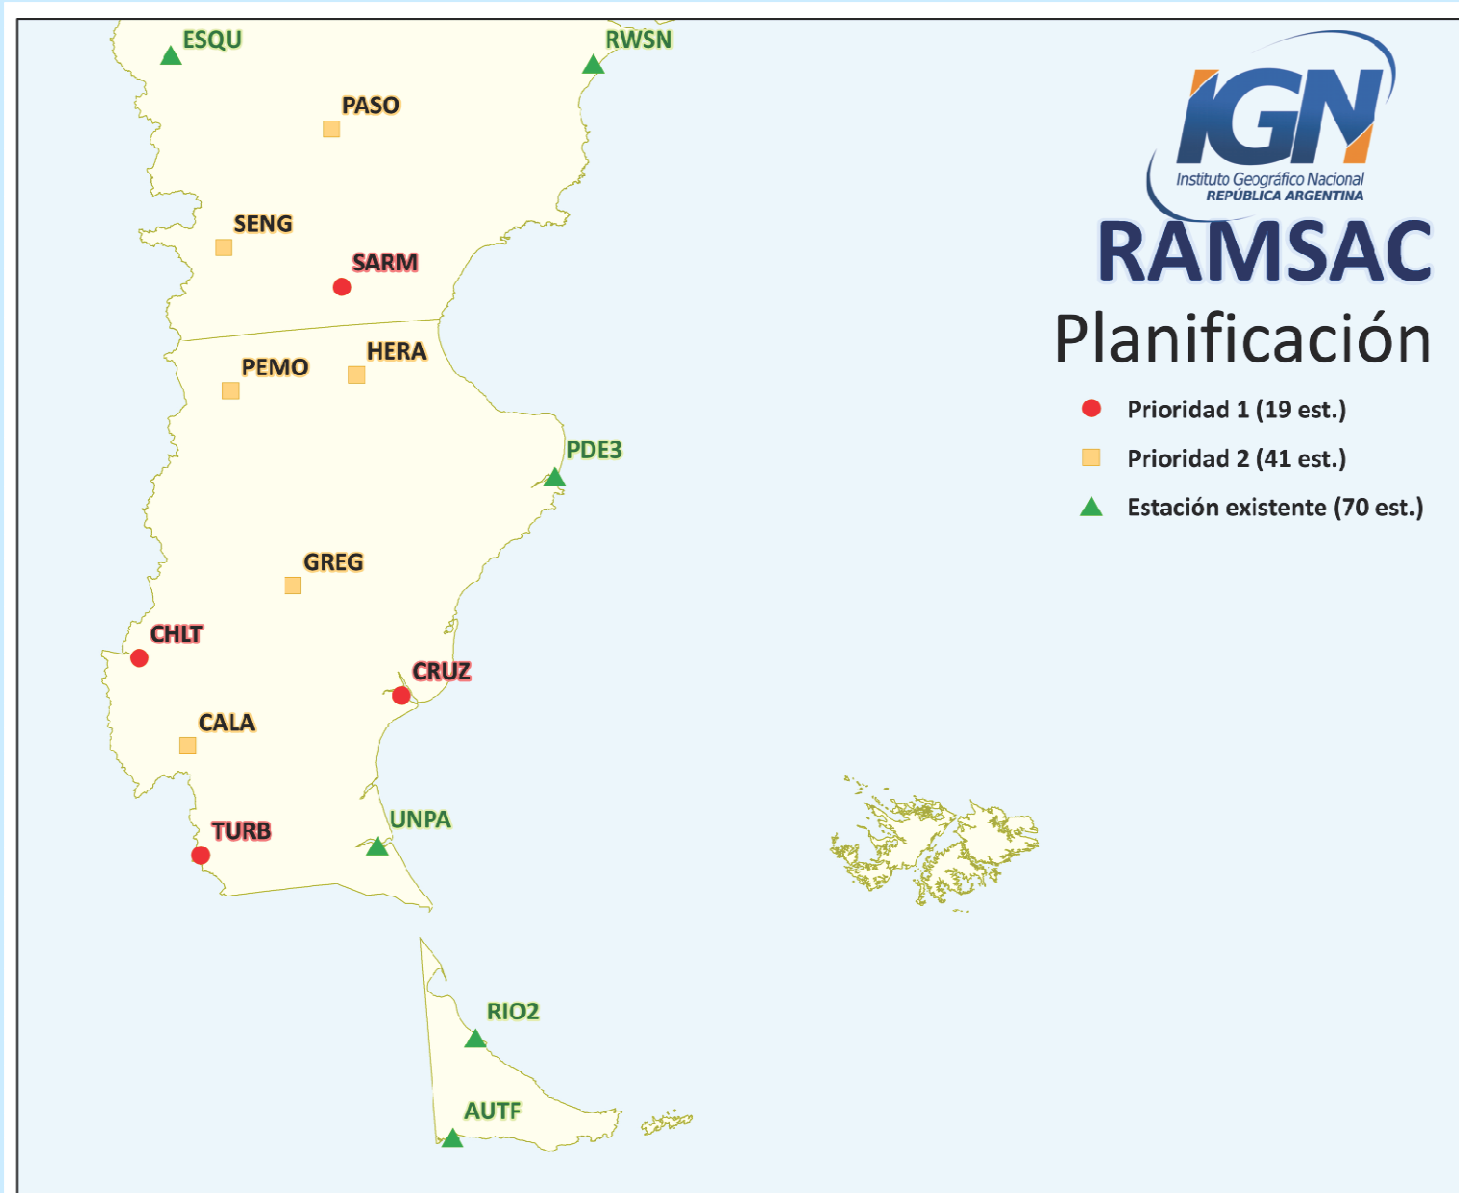 ESQU
RWSN
PASO
SENG
SARM
PEMO
HERA
PDE3
GREG
CHLT
CRUZ
CALA
TURB
UNPA
RIO2
AUTF
IGN
Instituto Geográfico Nacional
REPÚBLICA ARGENTINA
RAMSAC
Planificación
Prioridad 1 (19 est.)
Prioridad 2 (41 est.)
Estación existente (70 est.)